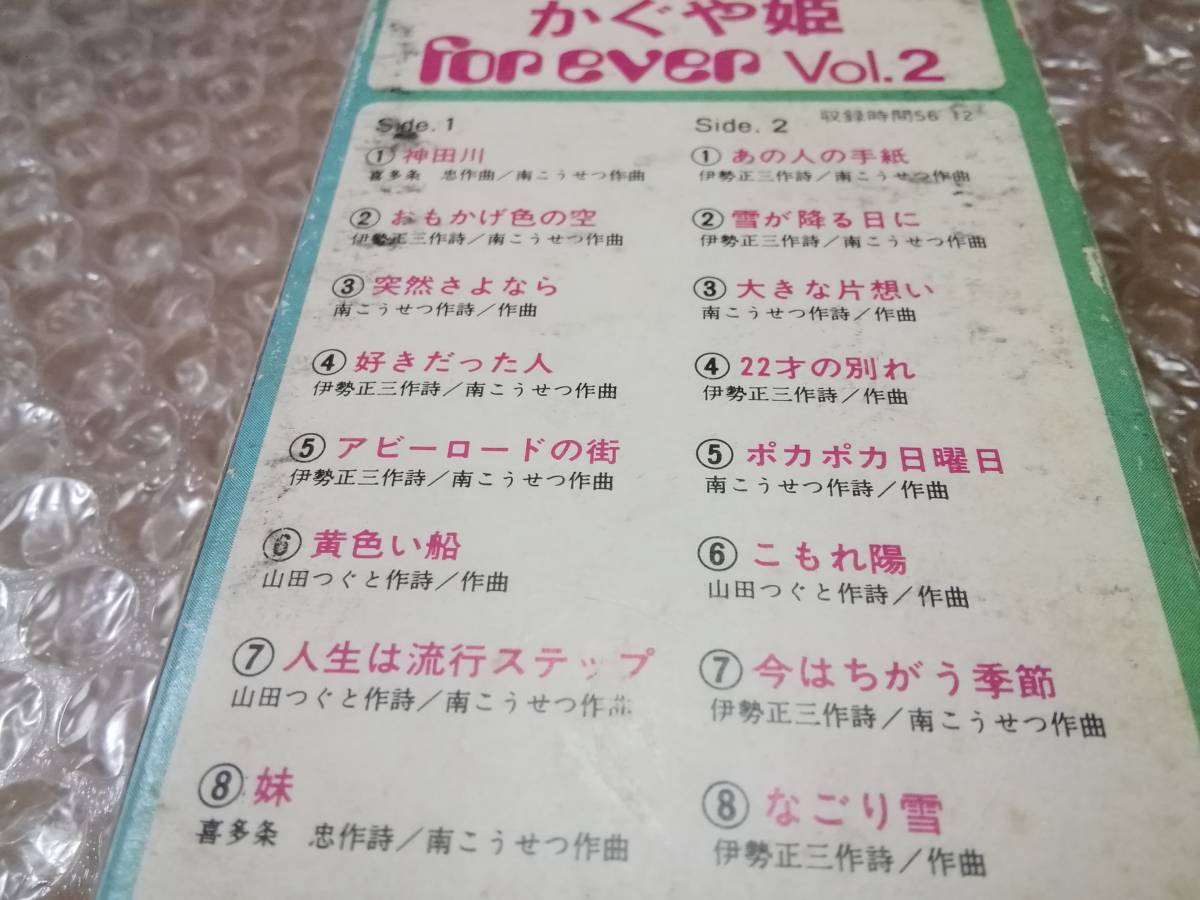 かぐや姫
for ever Vol.2
収録時間56 12
Side. 1
①神田川
喜多条 忠作曲/南こうせつ作曲
②おもかげ色の空
伊勢正三作詩/南こうせつ作曲
③突然さよなら
南こうせつ作詩/作曲
④好きだった人
伊勢正三作詩/南こうせつ作曲
⑤アビーロードの街
伊勢正三作詩/南こうせつ作曲
⑥黄色い船
山田つぐと作詩/作曲
⑦人生は流行ステップ
山田つぐと作詩/南こうせつ作曲
⑧妹
喜多条 忠作詩/南こうせつ作曲
Side. 2
①あの人の手紙
伊勢正三作詩/南こうせつ作曲
②雪が降る日に
伊勢正三作詩/南こうせつ作曲
③大きな片想い
南こうせつ作詩/作曲
④22才の別れ
伊勢正三作詩/作曲
⑤ポカポカ日曜日
南こうせつ作詩/作曲
⑥こもれ陽
山田つぐと作詩/作曲
⑦今はちがう季節
伊勢正三作詩/南こうせつ作曲
⑧なごり雪
伊勢正三作詩/作曲